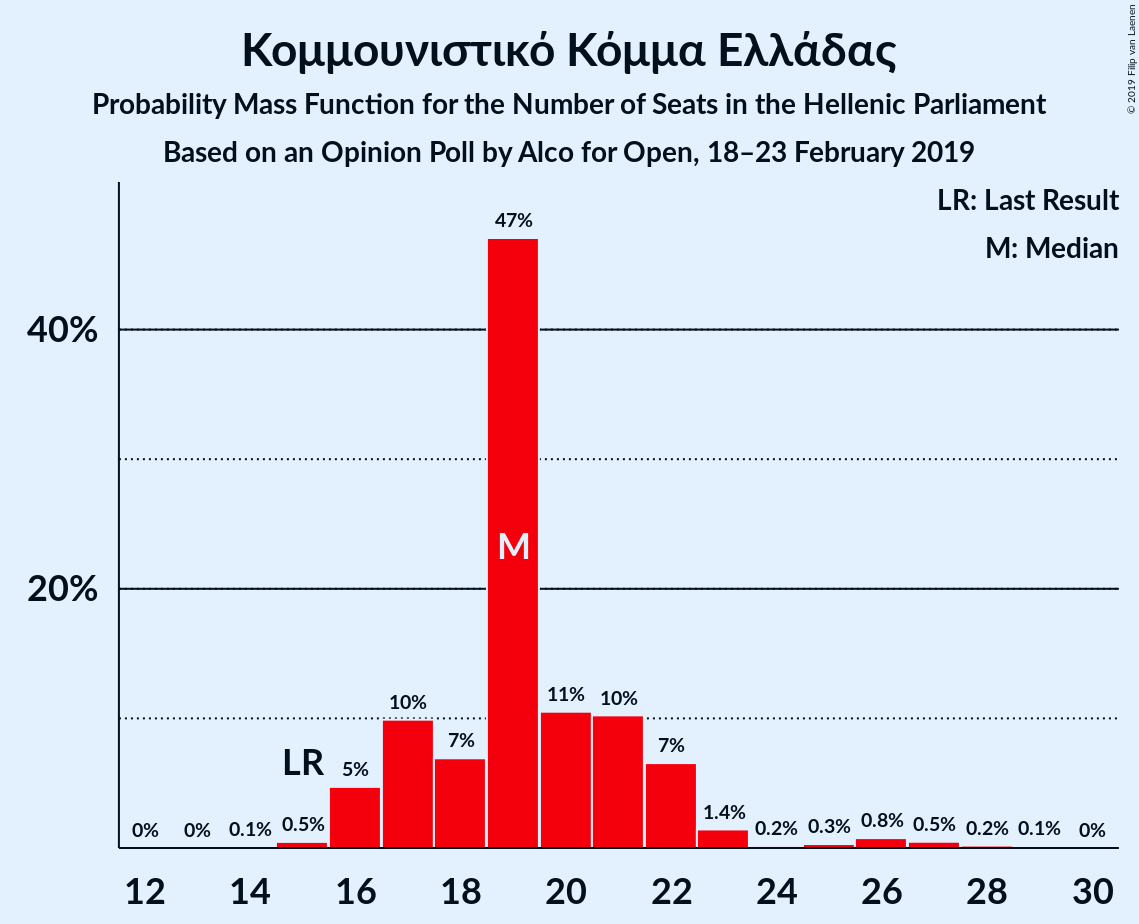 Κομμουνιστικό Κόμμα Ελλάδας
Probability Mass Function for the Number of Seats in the Hellenic Parliament
Based on an Opinion Poll by Alco for Open, 18–23 February 2019
© 2019 Filip van Laenen
LR: Last Result
M: Median
40%
20%
0%
0%
0.1%
0.5%
LR
5%
10%
7%
47%
M
11%
10%
7%
1.4%
0.2%
0.3%
0.8%
0.5%
0.2%
0.1%
0%
12 14 16 18 20 22 24 26 28 30